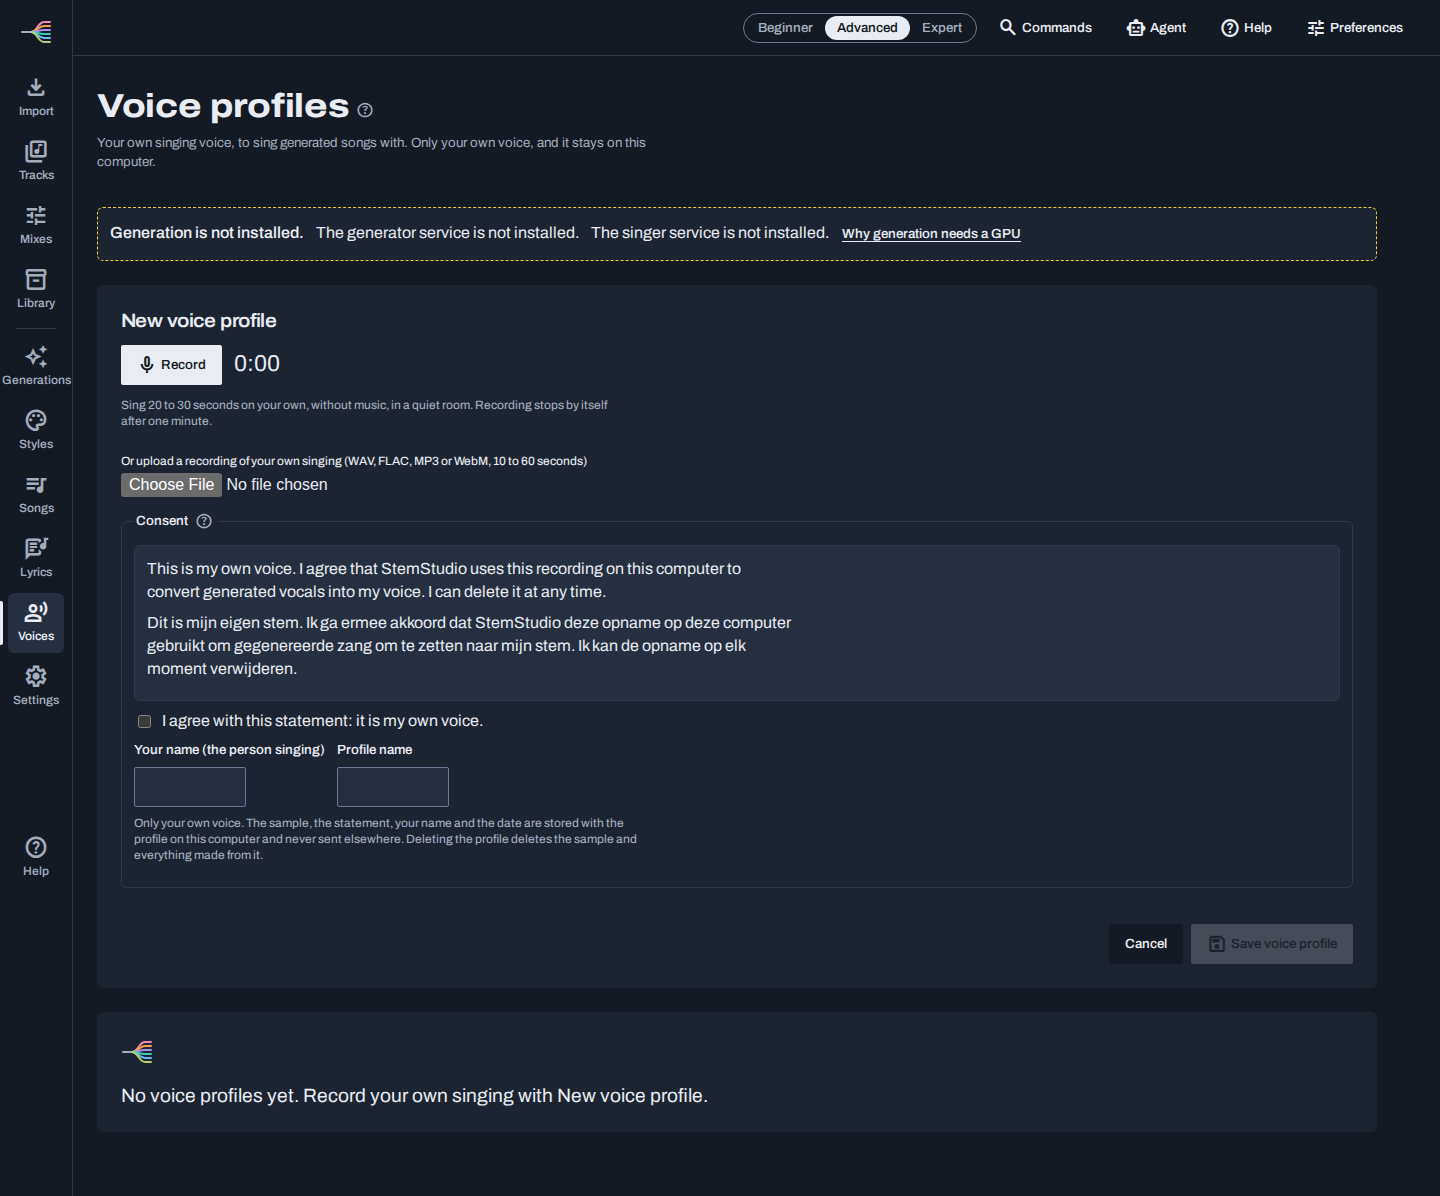 Beginner Advanced Expert Commands Agent Help Preferences
Import
Tracks
Mixes
Library
Generations
Styles
Songs
Lyrics
Voices
Settings
Help
Voice profiles
Your own singing voice, to sing generated songs with. Only your own voice, and it stays on this
computer.
Generation is not installed. The generator service is not installed. The singer service is not installed. Why generation needs a GPU
New voice profile
Record 0:00
Sing 20 to 30 seconds on your own, without music, in a quiet room. Recording stops by itself
after one minute.
Or upload a recording of your own singing (WAV, FLAC, MP3 or WebM, 10 to 60 seconds)
Choose File No file chosen
Consent
This is my own voice. I agree that StemStudio uses this recording on this computer to
convert generated vocals into my voice. I can delete it at any time.
Dit is mijn eigen stem. Ik ga ermee akkoord dat StemStudio deze opname op deze computer
gebruikt om gegenereerde zang om te zetten naar mijn stem. Ik kan de opname op elk
moment verwijderen.
I agree with this statement: it is my own voice.
Your name (the person singing) Profile name
Only your own voice. The sample, the statement, your name and the date are stored with the
profile on this computer and never sent elsewhere. Deleting the profile deletes the sample and
everything made from it.
Cancel Save voice profile
No voice profiles yet. Record your own singing with New voice profile.